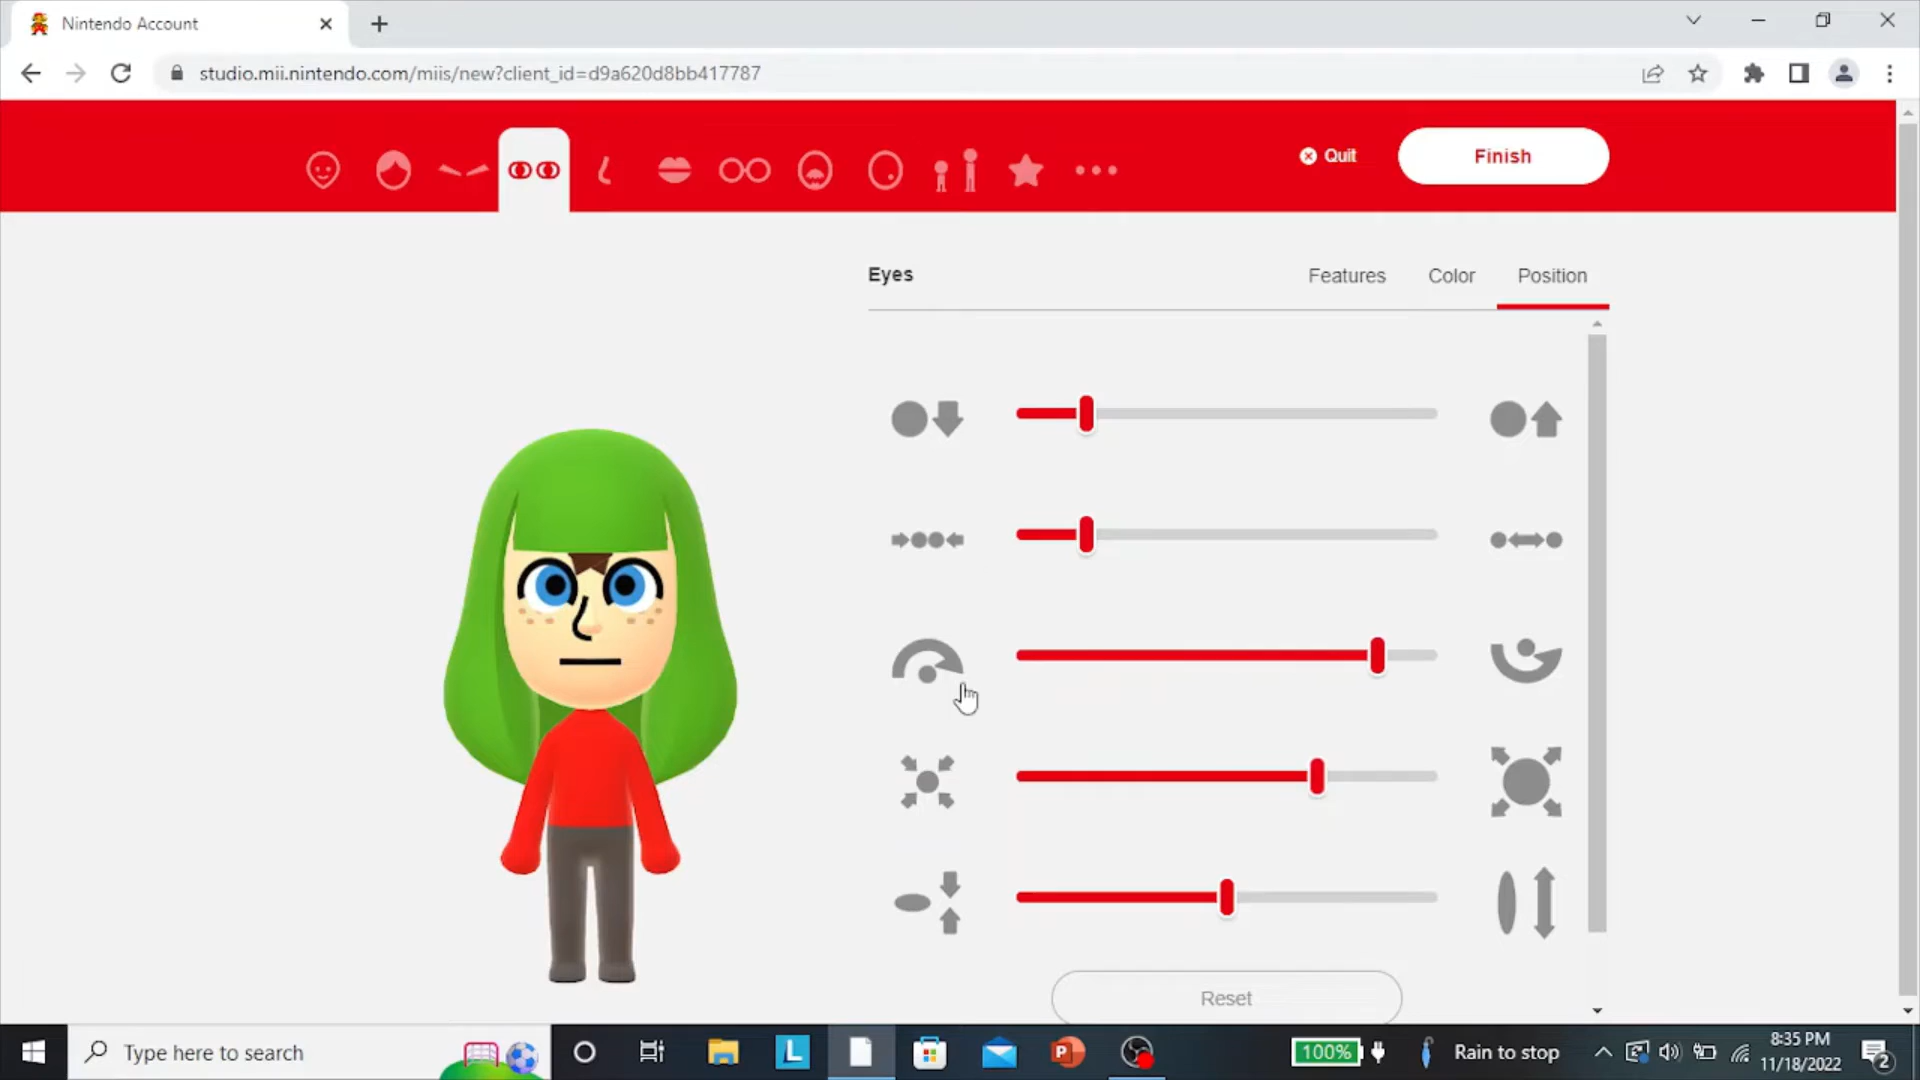 Nintendo Account
studio.mii.nintendo.com/miis/new?client_id=d9a620d8bb417787
Quit
Finish
Eyes
Features
Color
Position
Reset
Type here to search
L
P
100%
Rain to stop
8:35 PM
11/18/2022
2